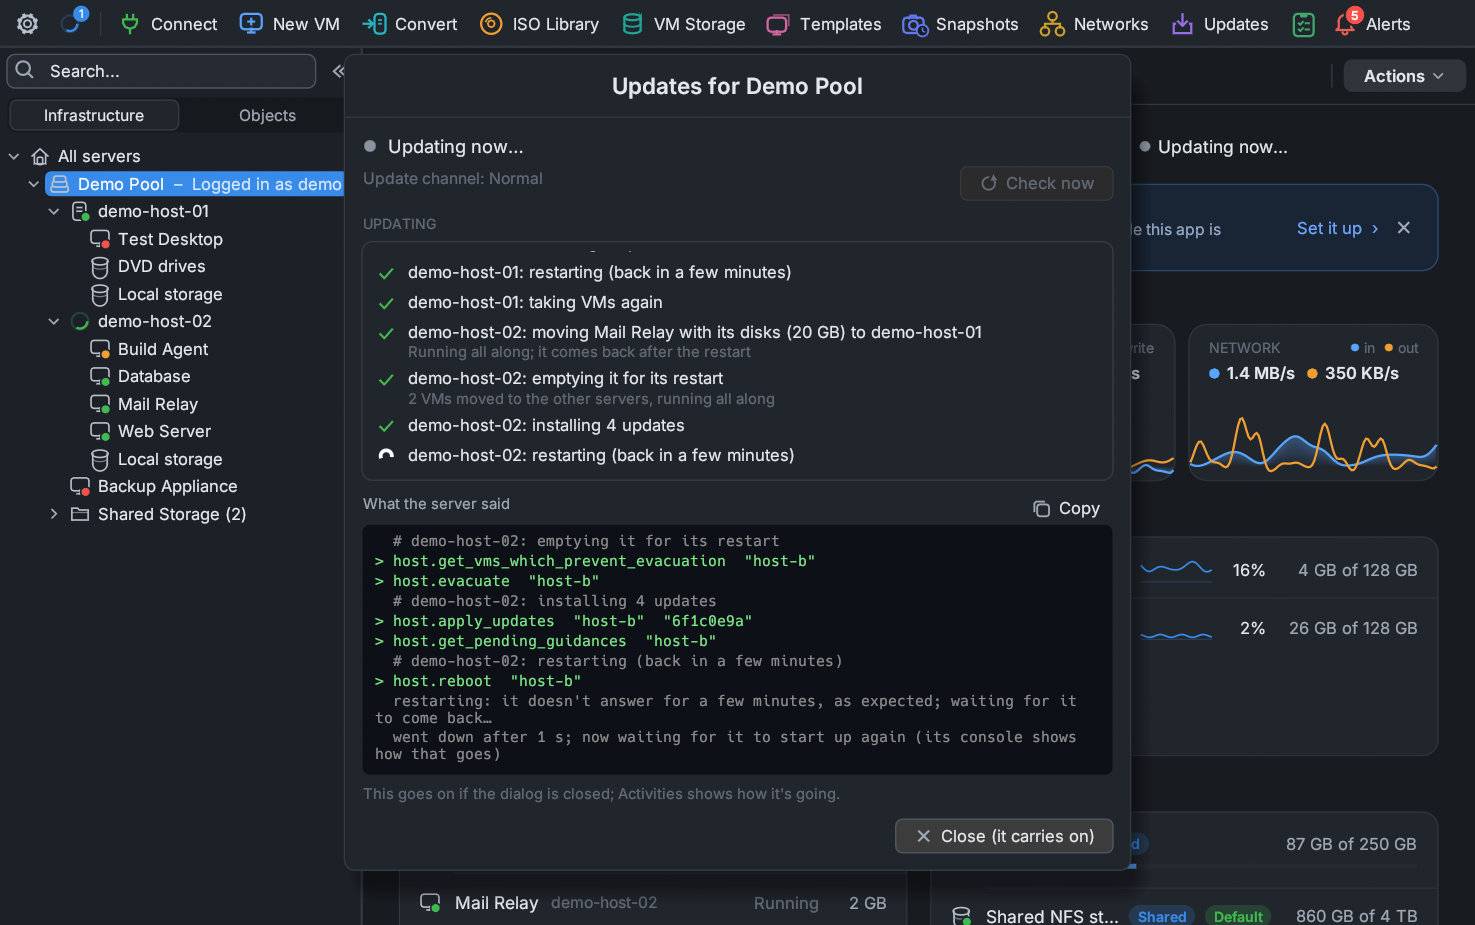 1
Connect
New VM
Convert
ISO Library
VM Storage
Templates
Snapshots
Networks
Updates
5
Alerts
Search...
Infrastructure
Objects
All servers
Demo Pool – Logged in as demo
demo-host-01
Test Desktop
DVD drives
Local storage
demo-host-02
Build Agent
Database
Mail Relay
Web Server
Local storage
Backup Appliance
Shared Storage (2)
Updates for Demo Pool
Updating now...
Update channel: Normal
Check now
UPDATING
demo-host-01: restarting (back in a few minutes)
demo-host-01: taking VMs again
demo-host-02: moving Mail Relay with its disks (20 GB) to demo-host-01
Running all along; it comes back after the restart
demo-host-02: emptying it for its restart
2 VMs moved to the other servers, running all along
demo-host-02: installing 4 updates
demo-host-02: restarting (back in a few minutes)
What the server said
Copy
# demo-host-02: emptying it for its restart
> host.get_vms_which_prevent_evacuation "host-b"
> host.evacuate "host-b"
# demo-host-02: installing 4 updates
> host.apply_updates "host-b" "6f1c0e9a"
> host.get_pending_guidances "host-b"
# demo-host-02: restarting (back in a few minutes)
> host.reboot "host-b"
restarting: it doesn't answer for a few minutes, as expected; waiting for it
to come back…
went down after 1 s; now waiting for it to start up again (its console shows
how that goes)
This goes on if the dialog is closed; Activities shows how it's going.
Close (it carries on)
Actions
Updating now...
this app is
Set it up ›
NETWORK
in
out
1.4 MB/s
350 KB/s
16%
4 GB of 128 GB
2%
26 GB of 128 GB
87 GB of 250 GB
Mail Relay
demo-host-02
Running
2 GB
Shared NFS st...
Shared
Default
860 GB of 4 TB